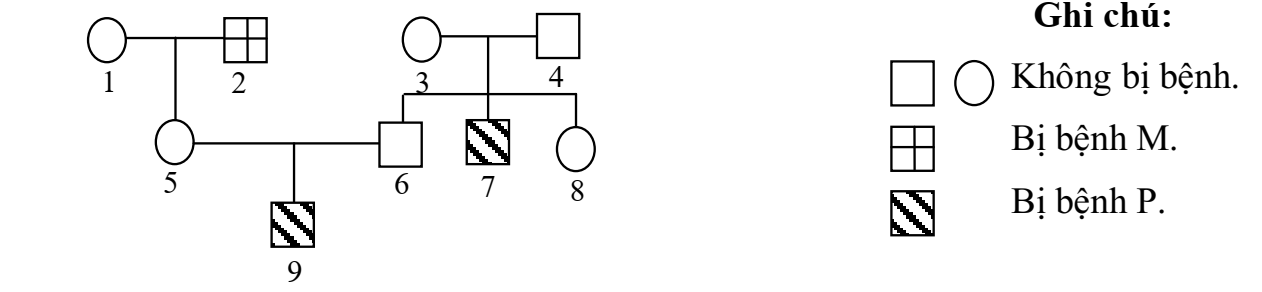 Ghi chú:
1
2
3
4
Không bị bệnh.
Bị bệnh M.
5
6
7
8
Bị bệnh P.
9